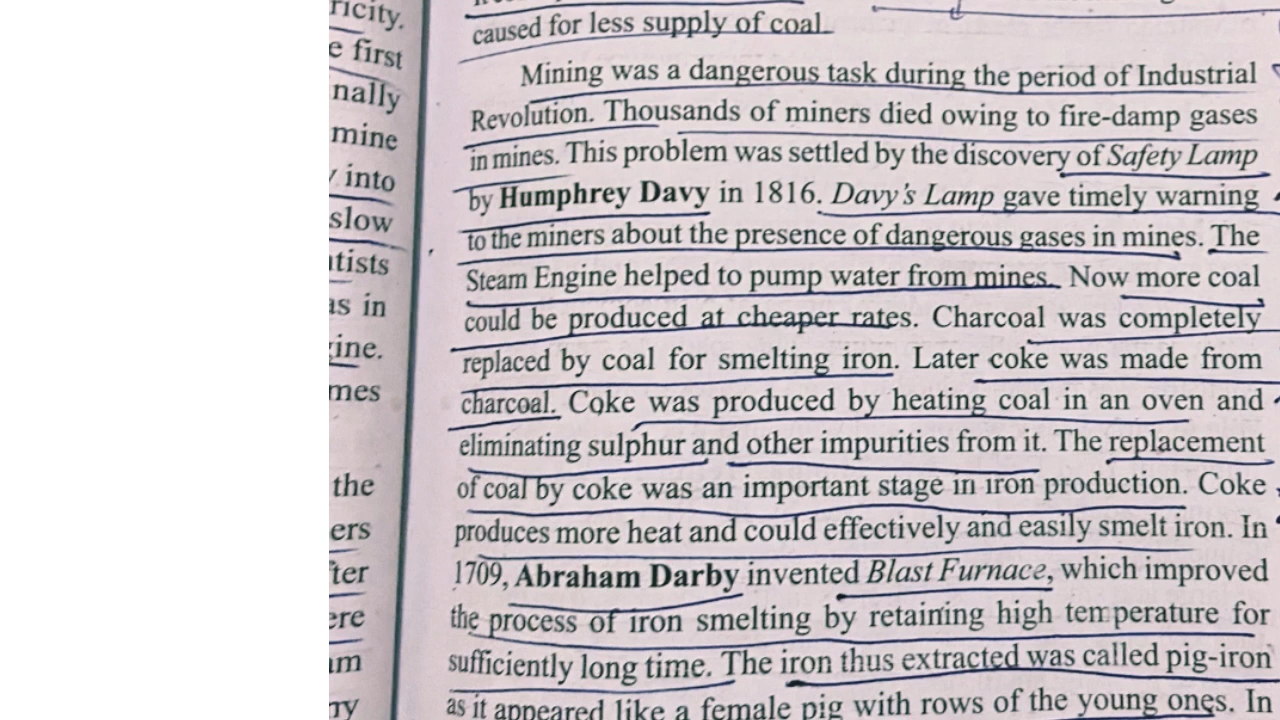 ricity.
e first
nally
mine
into
slow
tists
as in
ine.
mes
the
ers
ter
ere
am
ry
caused for less supply of coal.
Mining was a dangerous task during the period of Industrial
Revolution. Thousands of miners died owing to fire-damp gases
in mines. This problem was settled by the discovery of Safety Lamp
by Humphrey Davy in 1816. Davy's Lamp gave timely warning
to the miners about the presence of dangerous gases in mines. The
Steam Engine helped to pump water from mines. Now more coal
could be produced at cheaper rates. Charcoal was completely
replaced by coal for smelting iron. Later coke was made from
charcoal. Coke was produced by heating coal in an oven and
eliminating sulphur and other impurities from it. The replacement
of coal by coke was an important stage in iron production. Coke
produces more heat and could effectively and easily smelt iron. In
1709, Abraham Darby invented Blast Furnace, which improved
the process of iron smelting by retaining high temperature for
sufficiently long time. The iron thus extracted was called pig-iron
as it appeared like a female pig with rows of the young ones. In